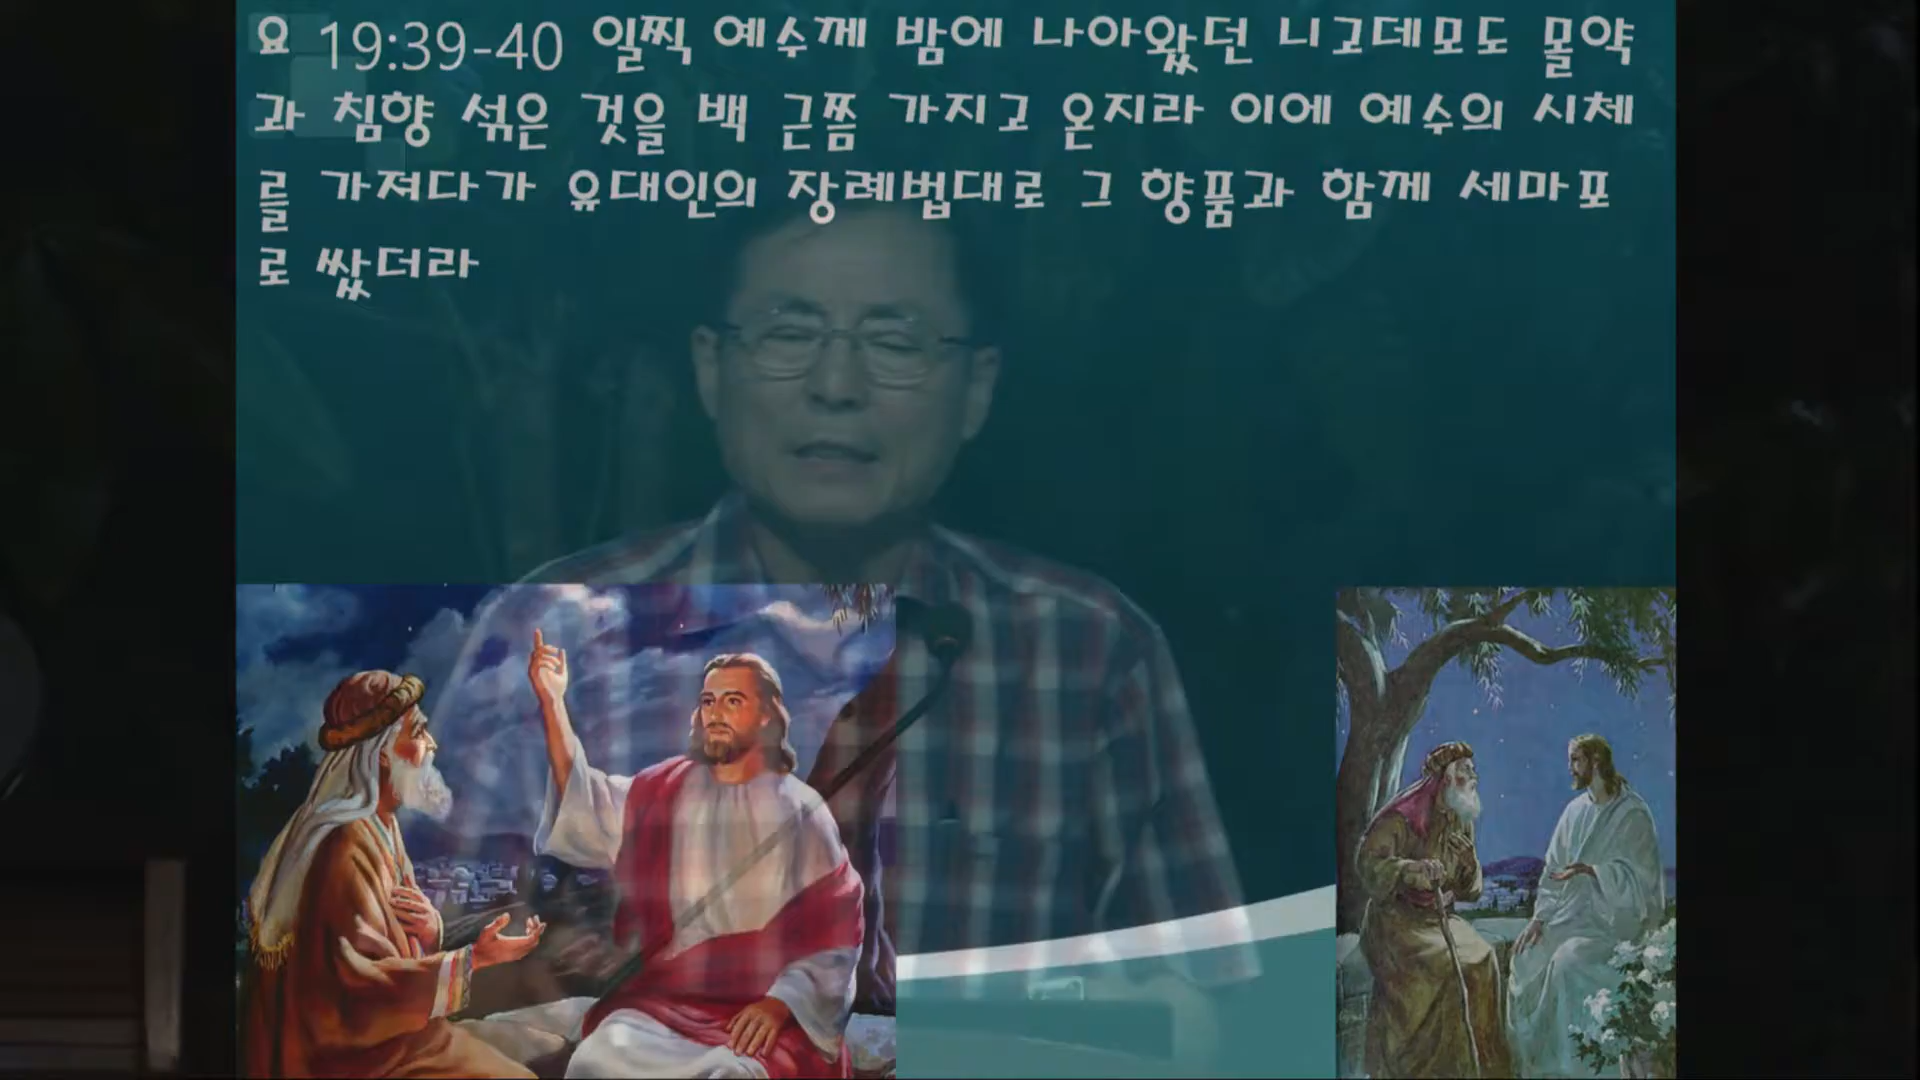 요 19:39-40 일찍 예수께 밤에 나아왔던 니고데모도 몰약
과 침향 섞은 것을 백 근쯤 가지고 온지라 이에 예수의 시체
를 가져다가 유대인의 장례법대로 그 향품과 함께 세마포
로 쌌더라